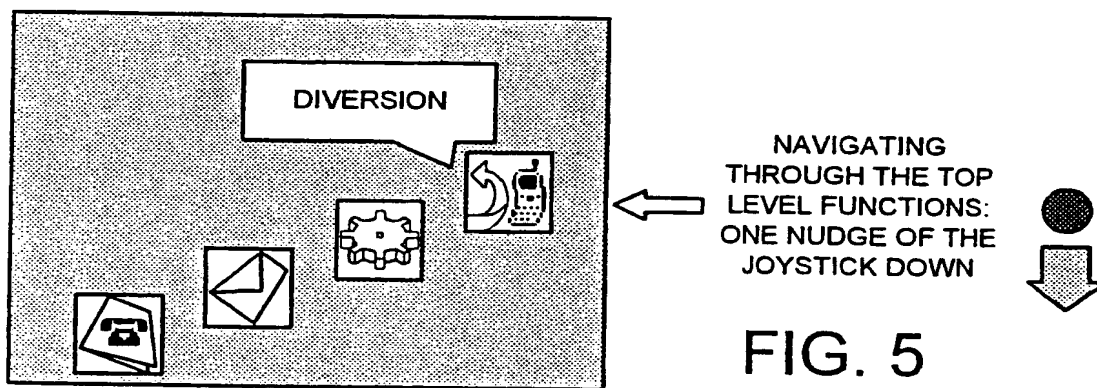 DIVERSION
NAVIGATING
THROUGH THE TOP
LEVEL FUNCTIONS:
ONE NUDGE OF THE
JOYSTICK DOWN
FIG. 5